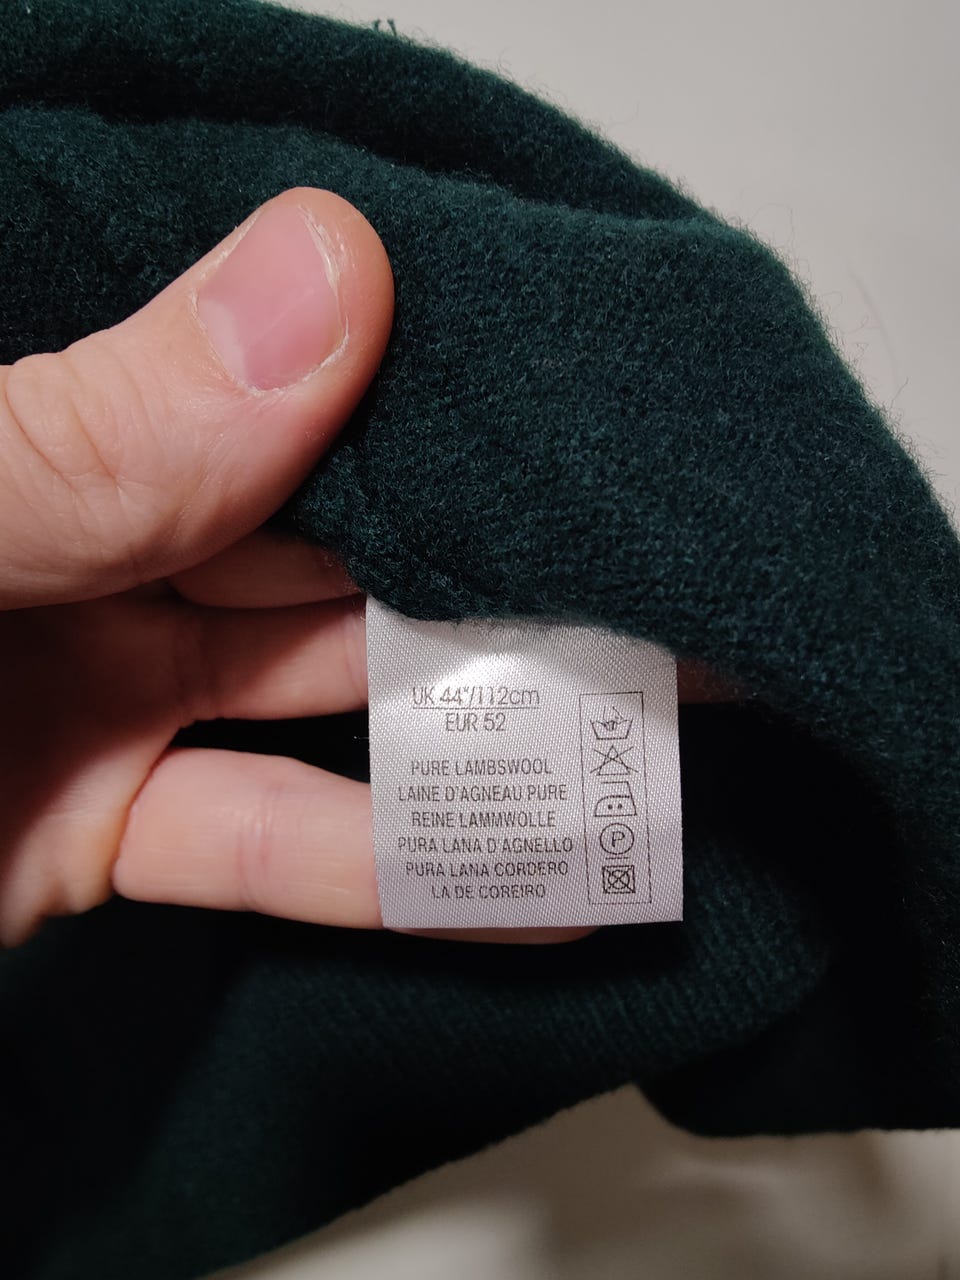 UK 44"/112cm
EUR 52
PURE LAMBSWOOL
LAINE D'AGNEAU PURE
REINE LAMMWOLLE
PURA LANA D'AGNELLO
PURA LANA CORDERO
LA DE COREIRO
P